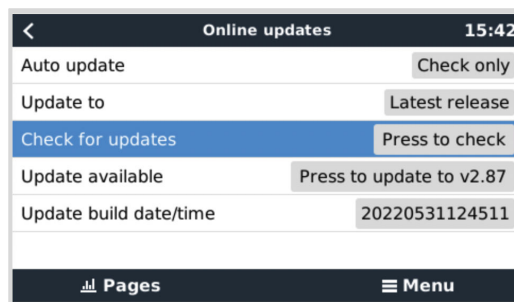 Online updates 15:42
Auto update Check only
Update to Latest release
Check for updates Press to check
Update available Press to update to v2.87
Update build date/time 20220531124511
Pages Menu